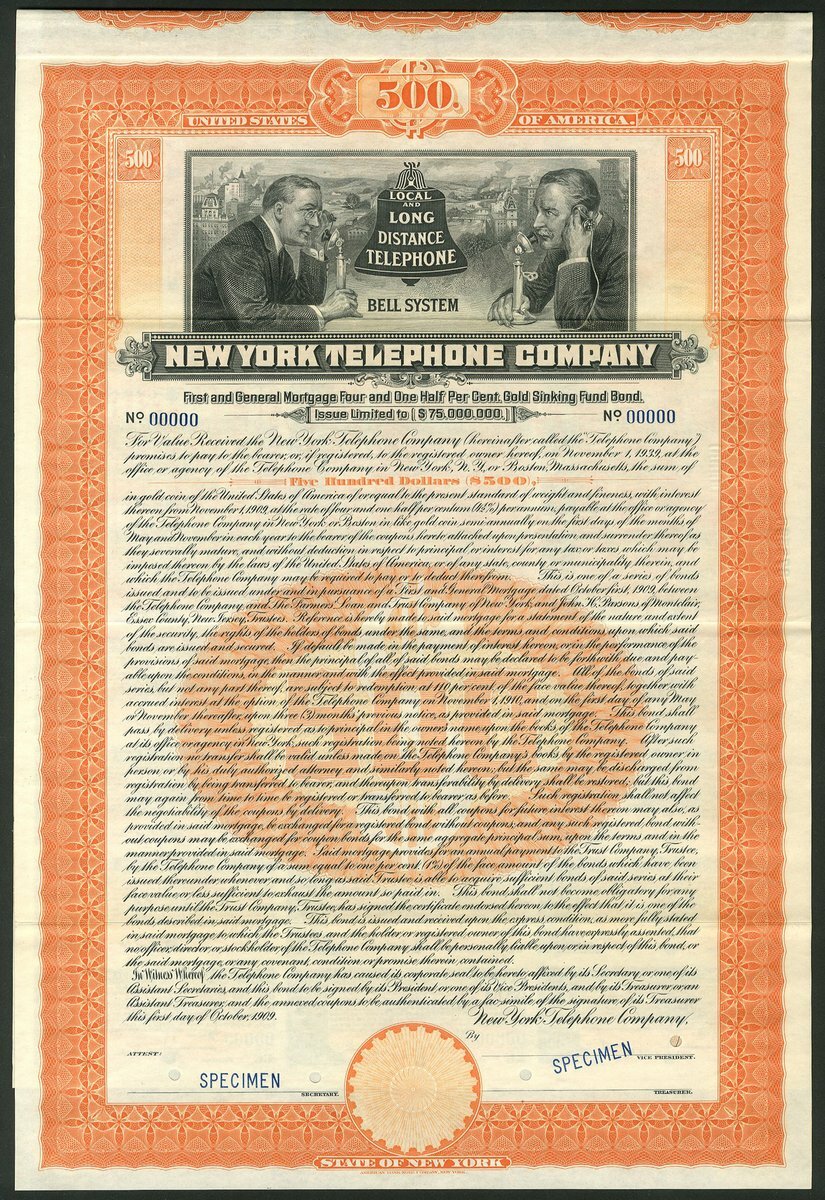 500.
UNITED STATES OF AMERICA.
500 500
LOCAL
AND
LONG
DISTANCE
TELEPHONE
BELL SYSTEM
NEW YORK TELEPHONE COMPANY
First and General Mortgage Four and One Half Per Cent. Gold Sinking Fund Bond.
Issue Limited to ($75,000,000.)
No 00000 No 00000
For Value Received the New York Telephone Company (hereinafter called the "Telephone Company")
promises to pay to the bearer, or, if registered, to the registered owner hereof, on November 1, 1939, at the
office or agency of the Telephone Company in New York, N.Y., or Boston, Massachusetts, the sum of
Five Hundred Dollars ($500),
in gold coin of the United States of America of or equal to the present standard of weight and fineness, with interest
thereon from November 1, 1909, at the rate of four and one half per centum (4½%) per annum, payable at the office or agency
of the Telephone Company in New York or Boston in like gold coin semi-annually on the first days of the months of
May and November in each year to the bearer of the coupons hereto attached upon presentation and surrender thereof as
they severally mature, and without deduction in respect to principal or interest for any tax or taxes which may be
imposed thereon by the laws of the United States of America, or of any state, county or municipality therein, and
which the Telephone Company may be required to pay or to deduct therefrom. This is one of a series of bonds
issued and to be issued under and in pursuance of a First and General Mortgage dated October first, 1909, between
the Telephone Company and The Farmers Loan and Trust Company of New York, and John H. Parsons of Montclair,
Essex County, New Jersey, Trustees. Reference is hereby made to said mortgage for a statement of the nature and extent
of the security, the rights of the holders of bonds under the same, and the terms and conditions upon which said
bonds are issued and secured. If default be made in the payment of interest hereon, or in the performance of the
provisions of said mortgage, then the principal of all of said bonds may be declared to be forthwith due and pay-
able upon the conditions, in the manner and with the effect provided in said mortgage. All of the bonds of said
series, but not any part thereof, are subject to redemption at 110 per cent. of the face value thereof, together with
accrued interest at the option of the Telephone Company, on November 1, 1910, and on the first day of any May
or November thereafter, upon three (3) months' previous notice, as provided in said mortgage. This bond shall
pass by delivery unless registered as to principal in the owner's name upon the books of the Telephone Company
at its office or agency in New York, such registration being noted hereon by the Telephone Company. After such
registration no transfer shall be valid unless made on the Telephone Company's books by the registered owner in
person or by his duly authorized attorney and similarly noted hereon; but the same may be discharged from
registration by being transferred to bearer, and thereupon transferability by delivery shall be restored; but this bond
may again from time to time be registered or transferred to bearer as before. Such registration shall not affect
the negotiability of the coupons by delivery. This bond with all coupons for future interest thereon may also, as
provided in said mortgage, be exchanged for a registered bond without coupons; and any such registered bond with-
out coupons may be exchanged for coupon bonds for the same aggregate principal sum, upon the terms and in the
manner provided in said mortgage. Said mortgage provides for an annual payment to the Trust Company, Trustee,
by the Telephone Company of a sum equal to one per cent (1%) of the face amount of the bonds which have been
issued thereunder, whenever, and so long as said Trustee is able to acquire sufficient bonds of said series at their
face value or less sufficient to exhaust the amount so paid in. This bond shall not become obligatory for any
purpose until the Trust Company, Trustee, has signed the certificate endorsed hereon, to the effect that it is one of the
bonds described in said mortgage. This bond is issued and received upon the express condition, as more fully stated
in said mortgage, to which the Trustees and the holder or registered owner of this bond have expressly assented, that
no officer, director, or stockholder of the Telephone Company shall be personally liable upon or in respect of this bond, or
the said mortgage, or any covenant, condition or promise therein contained.
In Witness Whereof the Telephone Company has caused its corporate seal to be hereto affixed by its Secretary or one of its
Assistant Secretaries, and this bond to be signed by its President or one of its Vice Presidents, and by its Treasurer or an
Assistant Treasurer, and the annexed coupons to be authenticated by a fac-simile of the signature of its Treasurer
this first day of October, 1909. New York Telephone Company,
By
ATTEST: SPECIMEN VICE PRESIDENT.
SPECIMEN
SECRETARY. TREASURER.
STATE OF NEW YORK
AMERICAN BANK NOTE COMPANY, NEW YORK.